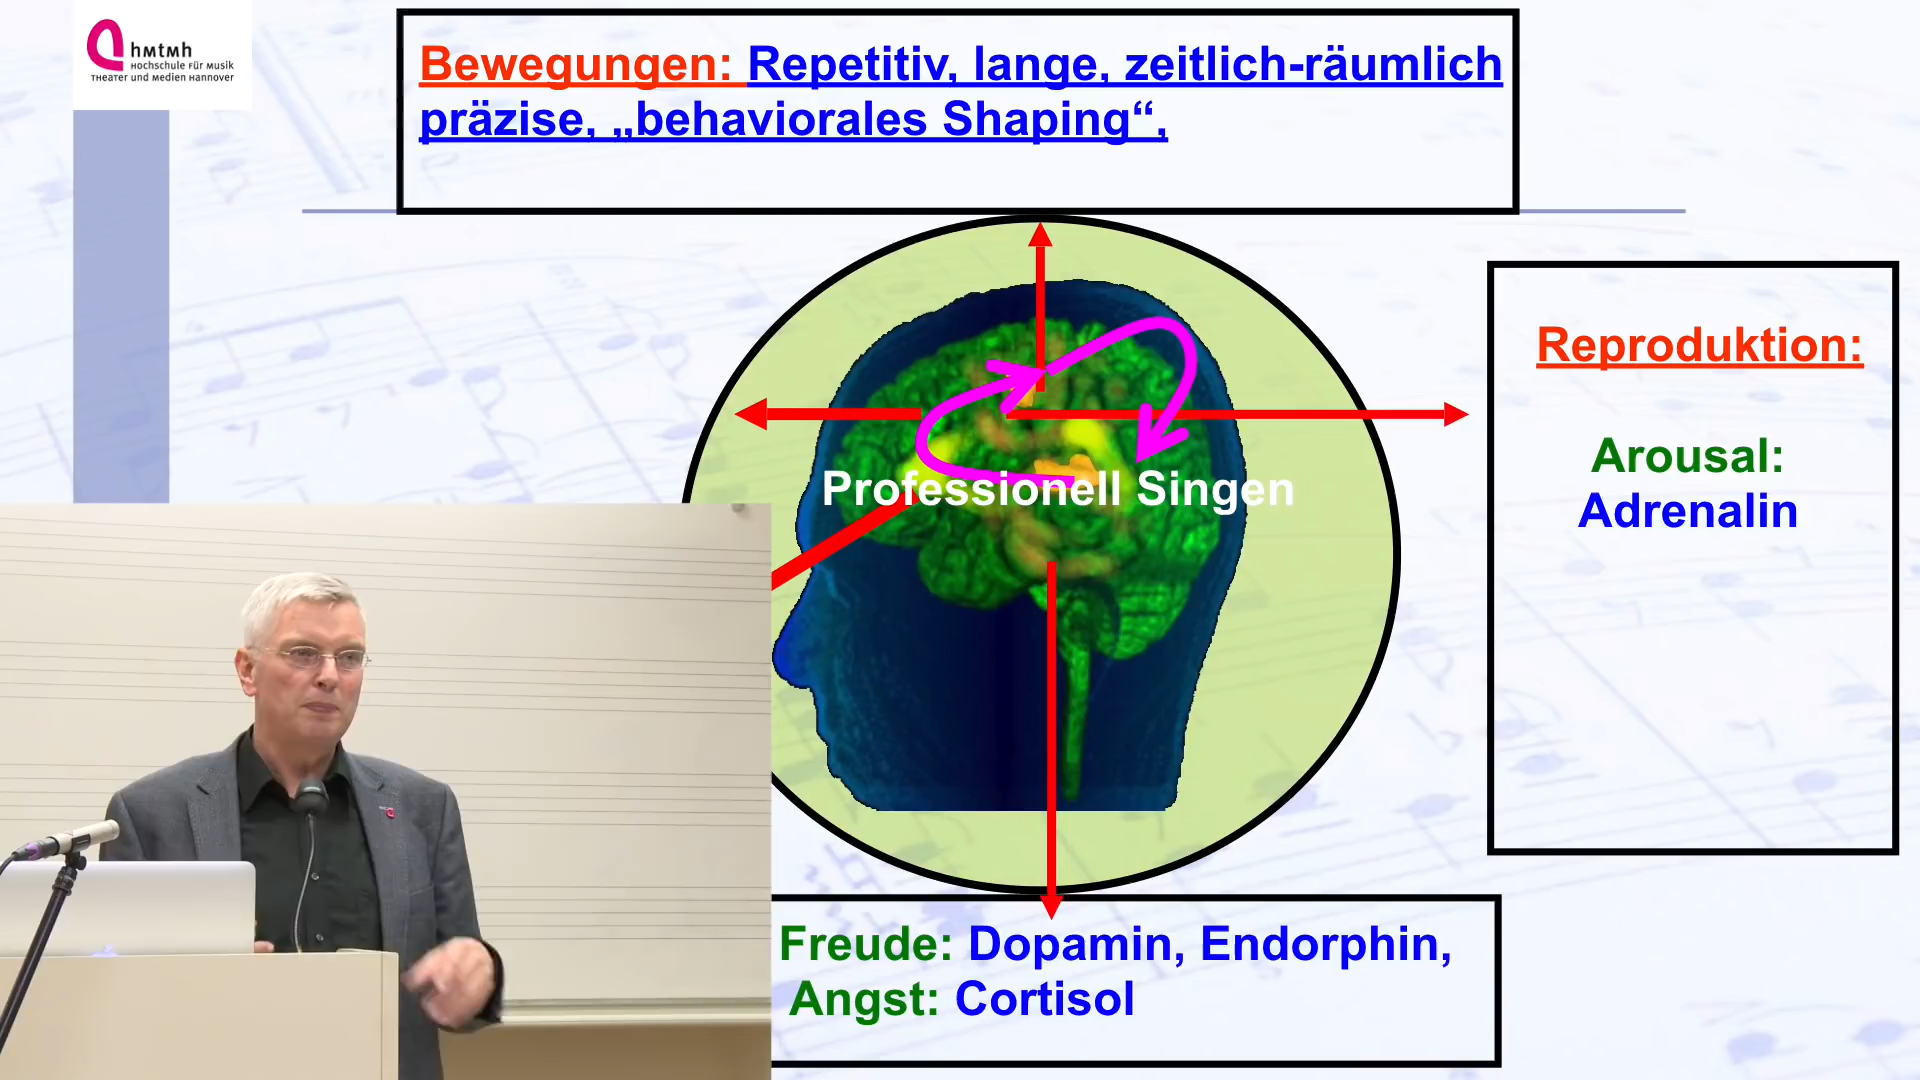 hmtmh
Hochschule für Musik
Theater und Medien Hannover
Bewegungen: Repetitiv, lange, zeitlich-räumlich
präzise, „behaviorales Shaping“,
Reproduktion:
Arousal:
Adrenalin
Professionell Singen
Freude: Dopamin, Endorphin,
Angst: Cortisol